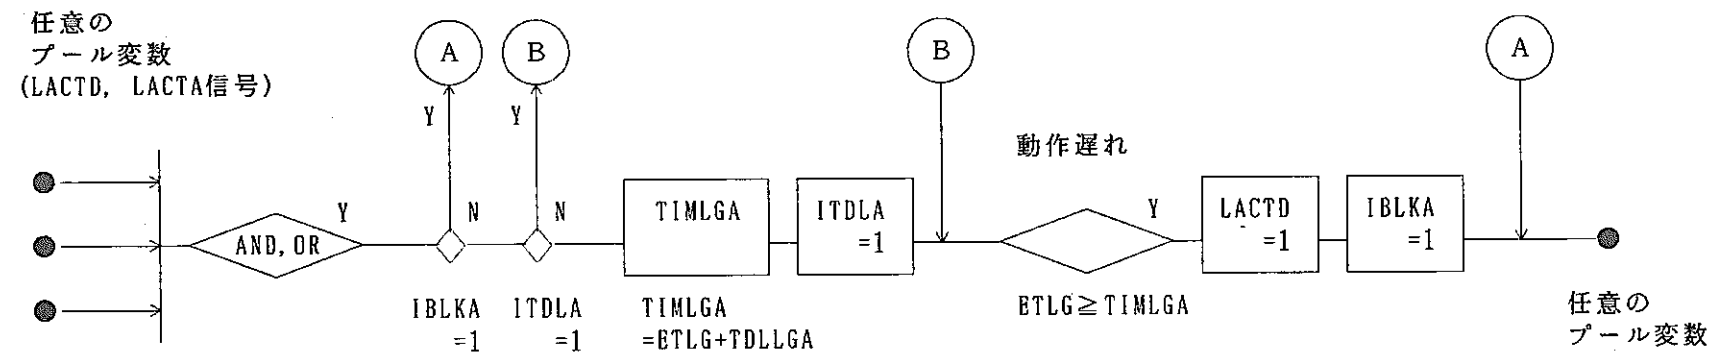 任意の
プール変数
(LACTD, LACTA信号)
A
B
B
A
Y
Y
動作遅れ
Y
N
N
Y
AND, OR
TIMLGA
ITDLA
=1
LACTD
=1
IBLKA
=1
IBLKA
=1
ITDLA
=1
TIMLGA
=ETLG+TDLLGA
ETLG≧TIMLGA
任意の
プール変数